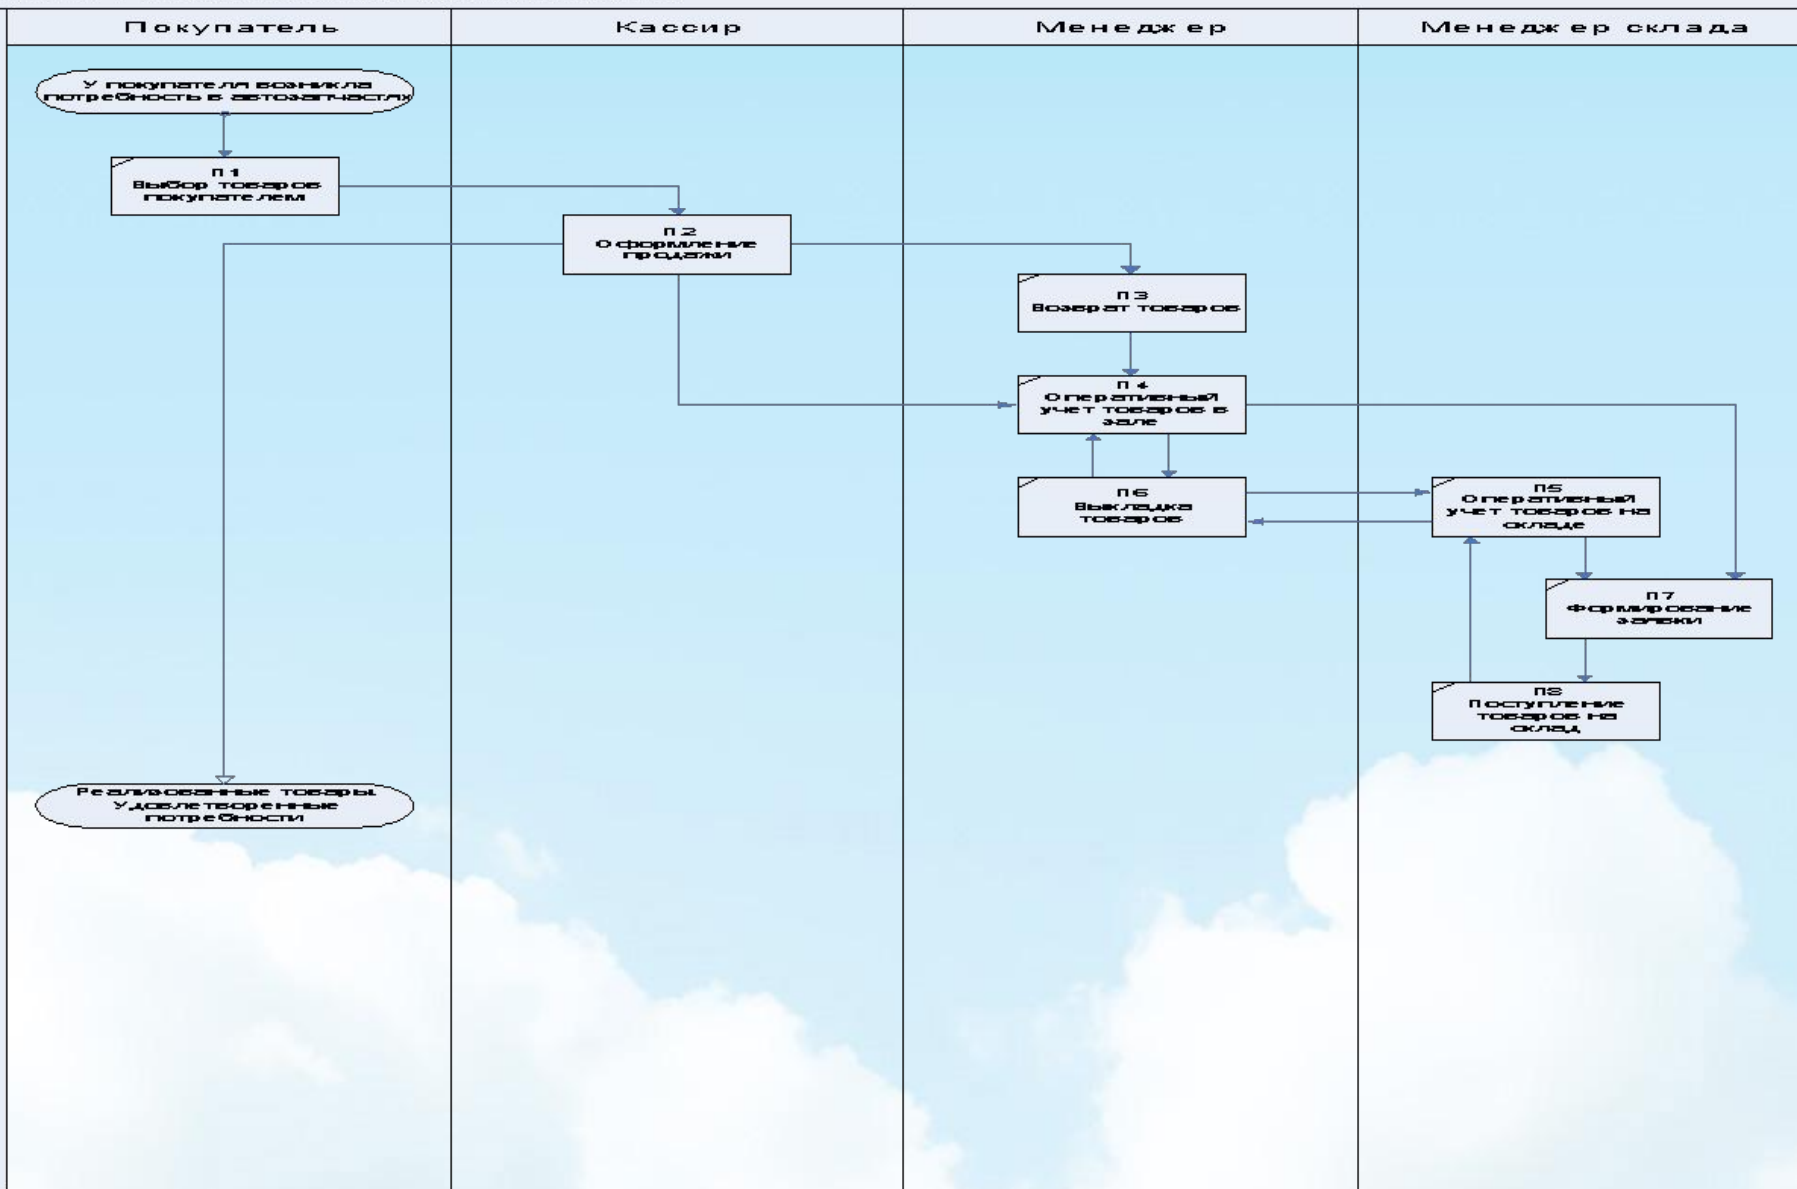 Покупатель
Кассир
Менеджер
Менеджер склада
У покупателя возникла
потребность в автозапчастях
П1
Выбор товаров
покупателем
П2
Оформление
продажи
П3
Возврат товаров
П4
Оперативный
учет товаров в
зале
П6
Выкладка
товаров
П5
Оперативный
учет товаров на
складе
П7
Формирование
заявки
П8
Поступление
товаров на
склад
Реализованные товары.
Удовлетворенные
потребности